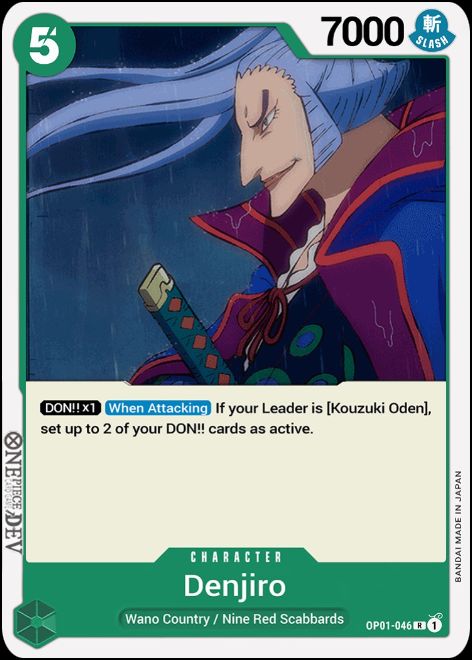 5
7000
斬
SLASH
DON!! x1 When Attacking If your Leader is [Kouzuki Oden],
set up to 2 of your DON!! cards as active.
ONE PIECE
CARD GAME
DEV
BANDAI MADE IN JAPAN
CHARACTER
Denjiro
Wano Country / Nine Red Scabbards
OP01-046 R 1